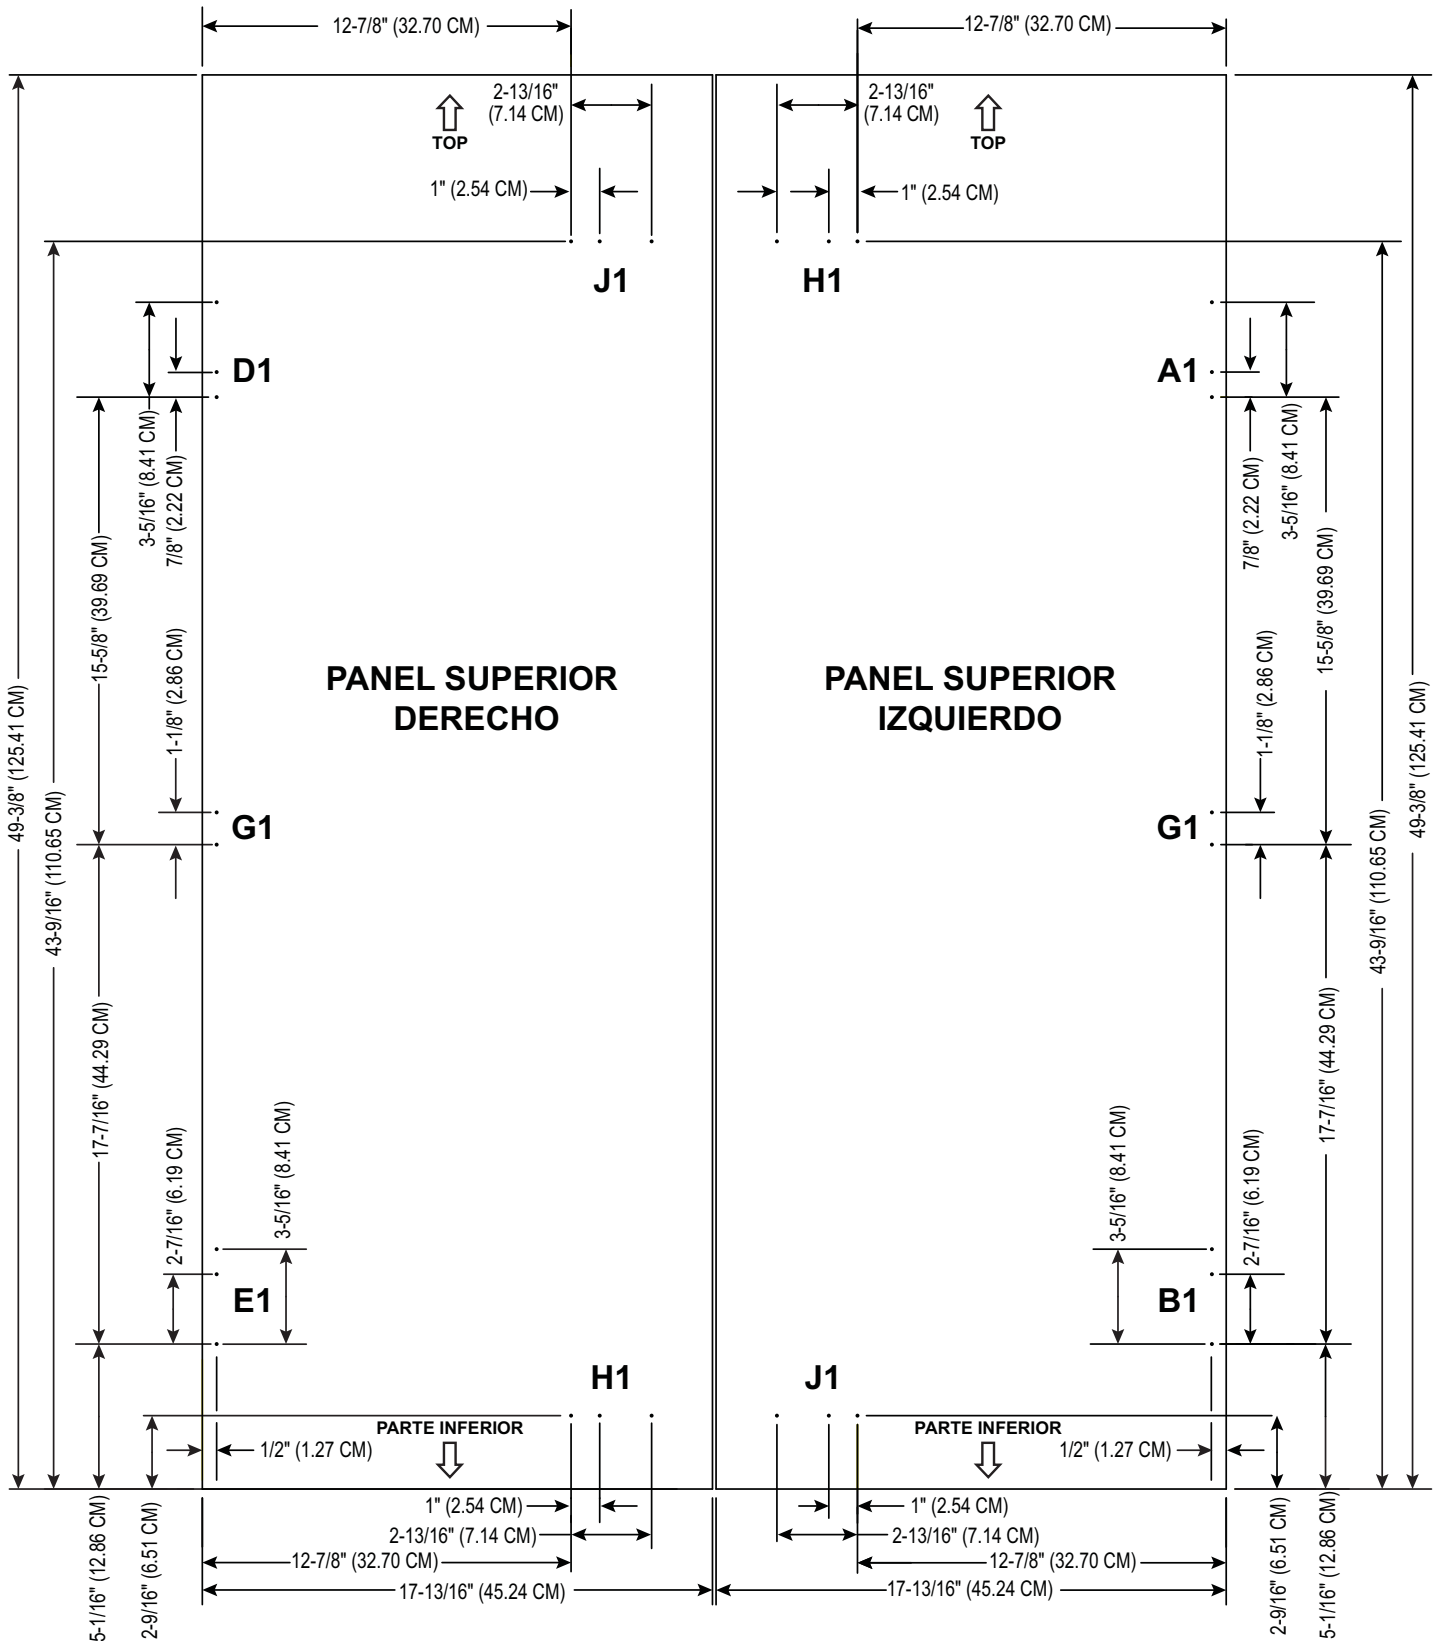 12-7/8" (32.70 CM)
12-7/8" (32.70 CM)
2-13/16"
(7.14 CM)
2-13/16"
(7.14 CM)
TOP
TOP
1" (2.54 CM)
1" (2.54 CM)
J1
H1
D1
A1
3-5/16" (8.41 CM)
7/8" (2.22 CM)
7/8" (2.22 CM)
3-5/16" (8.41 CM)
15-5/8" (39.69 CM)
15-5/8" (39.69 CM)
1-1/8" (2.86 CM)
1-1/8" (2.86 CM)
PANEL SUPERIOR
DERECHO
PANEL SUPERIOR
IZQUIERDO
49-3/8" (125.41 CM)
49-3/8" (125.41 CM)
43-9/16" (110.65 CM)
43-9/16" (110.65 CM)
G1
G1
17-7/16" (44.29 CM)
17-7/16" (44.29 CM)
2-7/16" (6.19 CM)
3-5/16" (8.41 CM)
3-5/16" (8.41 CM)
2-7/16" (6.19 CM)
E1
B1
H1
J1
PARTE INFERIOR
PARTE INFERIOR
1/2" (1.27 CM)
1/2" (1.27 CM)
5-1/16" (12.86 CM)
2-9/16" (6.51 CM)
2-9/16" (6.51 CM)
5-1/16" (12.86 CM)
1" (2.54 CM)
1" (2.54 CM)
2-13/16" (7.14 CM)
2-13/16" (7.14 CM)
12-7/8" (32.70 CM)
12-7/8" (32.70 CM)
17-13/16" (45.24 CM)
17-13/16" (45.24 CM)